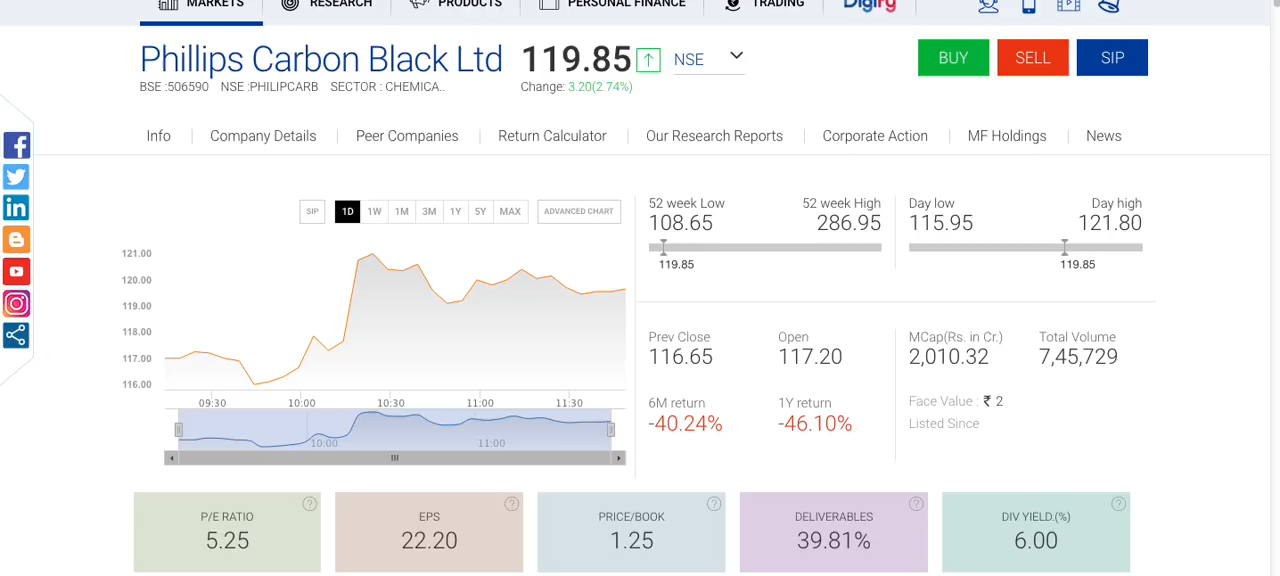 MARKETS RESEARCH PRODUCTS PERSONAL FINANCE TRADING Digify
Phillips Carbon Black Ltd 119.85 NSE BUY SELL SIP
BSE :506590 NSE :PHILIPCARB SECTOR : CHEMICA.. Change: 3.20(2.74%)
Info Company Details Peer Companies Return Calculator Our Research Reports Corporate Action MF Holdings News
SIP 1D 1W 1M 3M 1Y 5Y MAX ADVANCED CHART
121.00
120.00
119.00
118.00
117.00
116.00
09:30 10:00 10:30 11:00 11:30
10:00 11:00
52 week Low 52 week High
108.65 286.95
119.85
Day low Day high
115.95 121.80
119.85
Prev Close Open
116.65 117.20
6M return 1Y return
-40.24% -46.10%
MCap(Rs. in Cr.) Total Volume
2,010.32 7,45,729
Face Value : ₹ 2
Listed Since
P/E RATIO ?
5.25
EPS ?
22.20
PRICE/BOOK ?
1.25
DELIVERABLES ?
39.81%
DIV YIELD.(%) ?
6.00